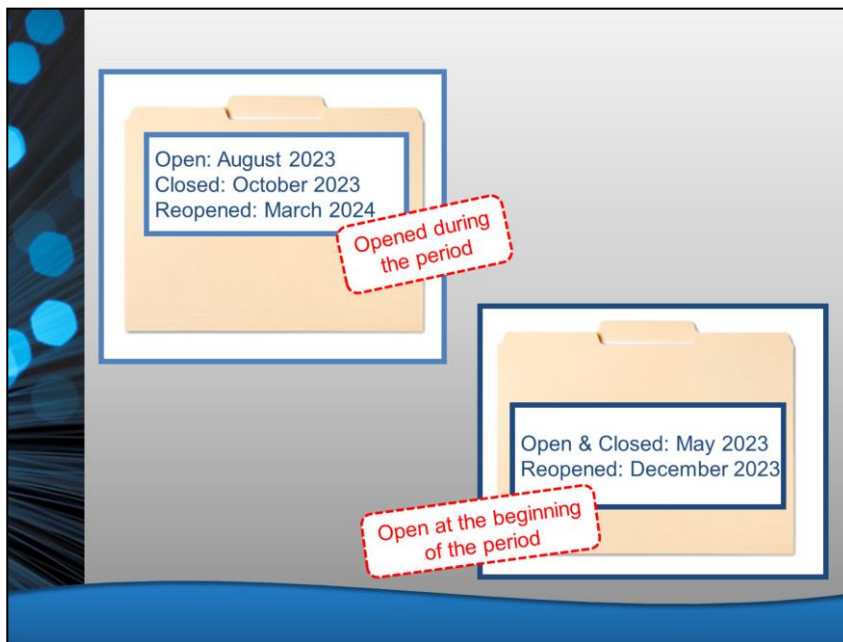 Open: August 2023
Closed: October 2023
Reopened: March 2024
Opened during
the period
Open & Closed: May 2023
Reopened: December 2023
Open at the beginning
of the period